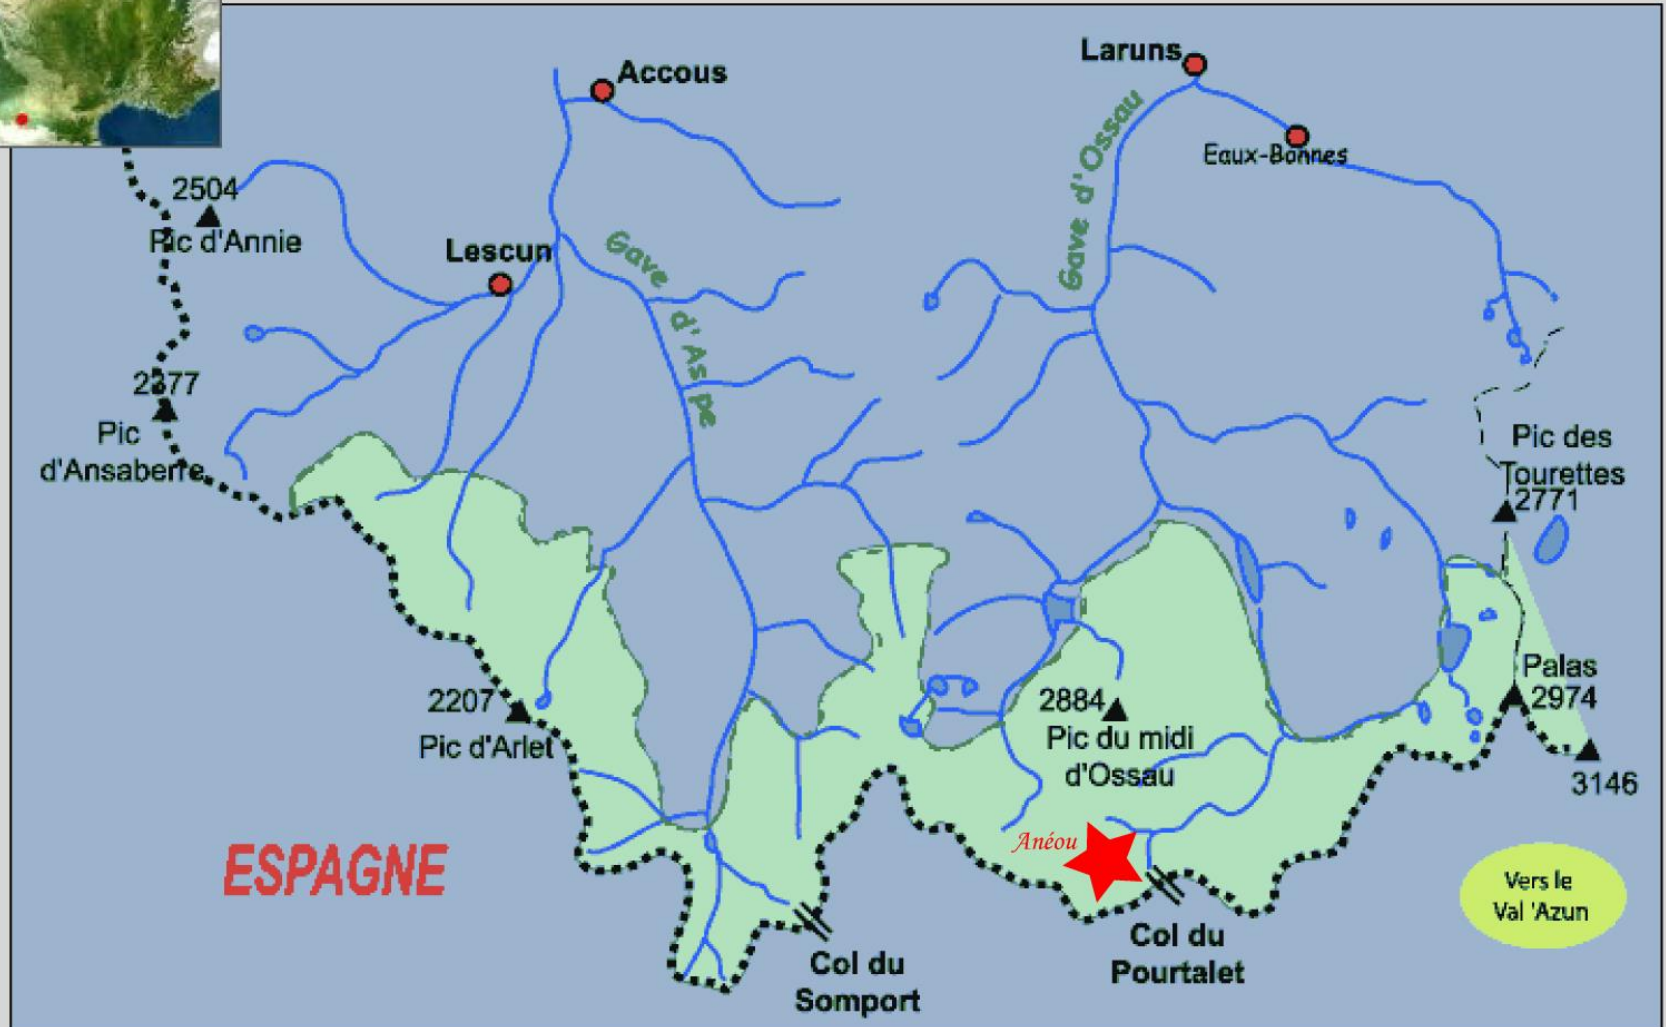 Laruns
Accous
Gave d'Ossau
Eaux-Bonnes
2504
Pic d'Annie
Lescun
Gave d'Aspe
2377
Pic
d'Ansaberre
Pic des
Tourettes
2771
2207
Pic d'Arlet
2884
Pic du midi
d'Ossau
Palas
2974
3146
Anéou
ESPAGNE
Vers le
Val 'Azun
Col du
Somport
Col du
Pourtalet